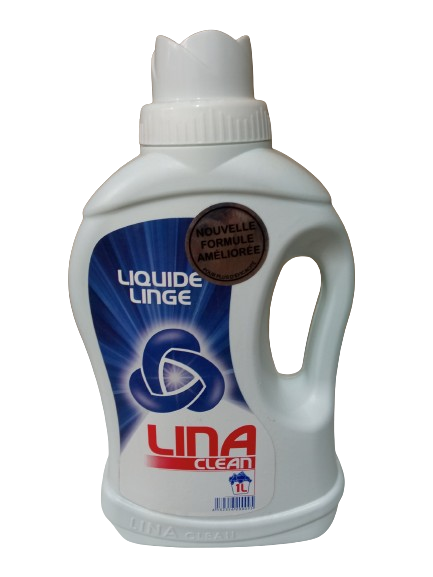 NOUVELLE
FORMULE
AMÉLIORÉE
LIQUIDE
LINGE
LINA
CLEAN
1L
LINA CLEAN